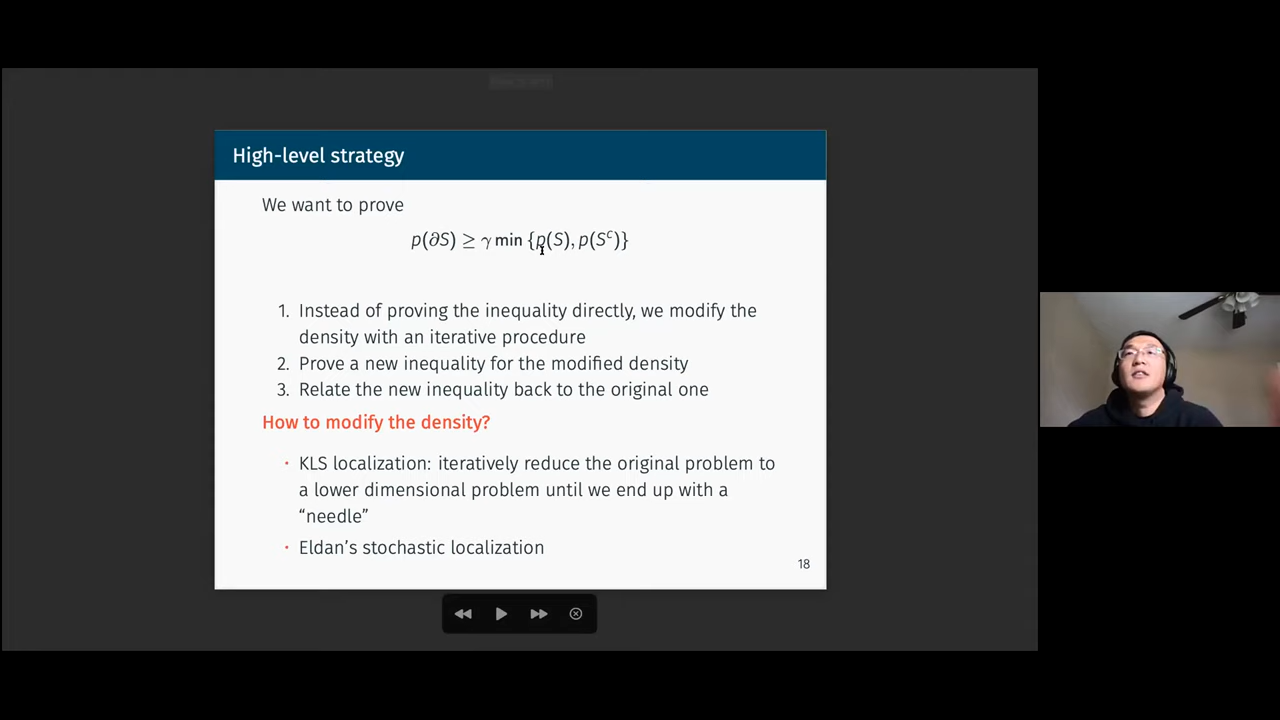 High-level strategy
We want to prove
p(∂S) ≥ γ min {p(S), p(Sᶜ)}
1. Instead of proving the inequality directly, we modify the
density with an iterative procedure
2. Prove a new inequality for the modified density
3. Relate the new inequality back to the original one
How to modify the density?
• KLS localization: iteratively reduce the original problem to
a lower dimensional problem until we end up with a
“needle”
• Eldan’s stochastic localization
18